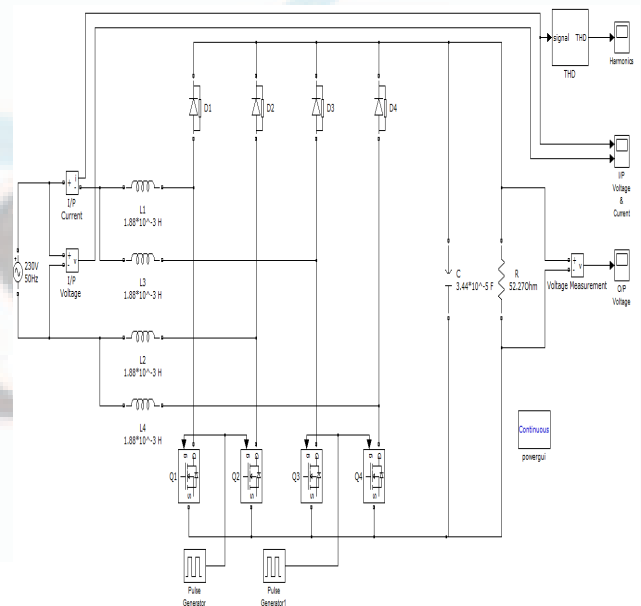 signal THD
THD
Harmonics
D1
D2
D3
D4
I/P
Current
L1
1.88*10^-3 H
I/P
Voltage
&
Current
230V
50Hz
I/P
Voltage
L3
1.88*10^-3 H
C
3.44*10^-5 F
R
52.27Ohm
Voltage Measurement
O/P
Voltage
L2
1.88*10^-3 H
L4
1.88*10^-3 H
Continuous
powergui
Q1
Q2
Q3
Q4
Pulse
Generator
Pulse
Generator1